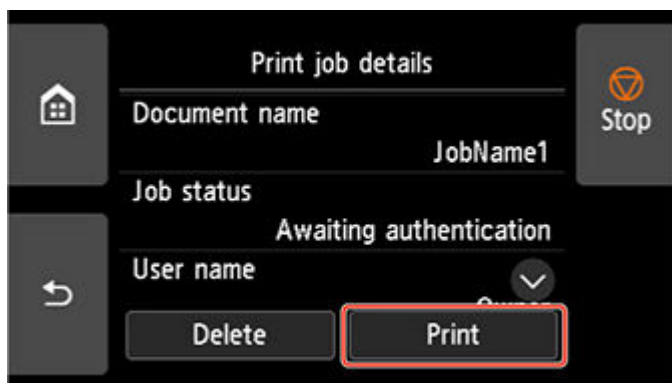 Print job details
Stop
Document name
JobName1
Job status
Awaiting authentication
User name
Delete
Print